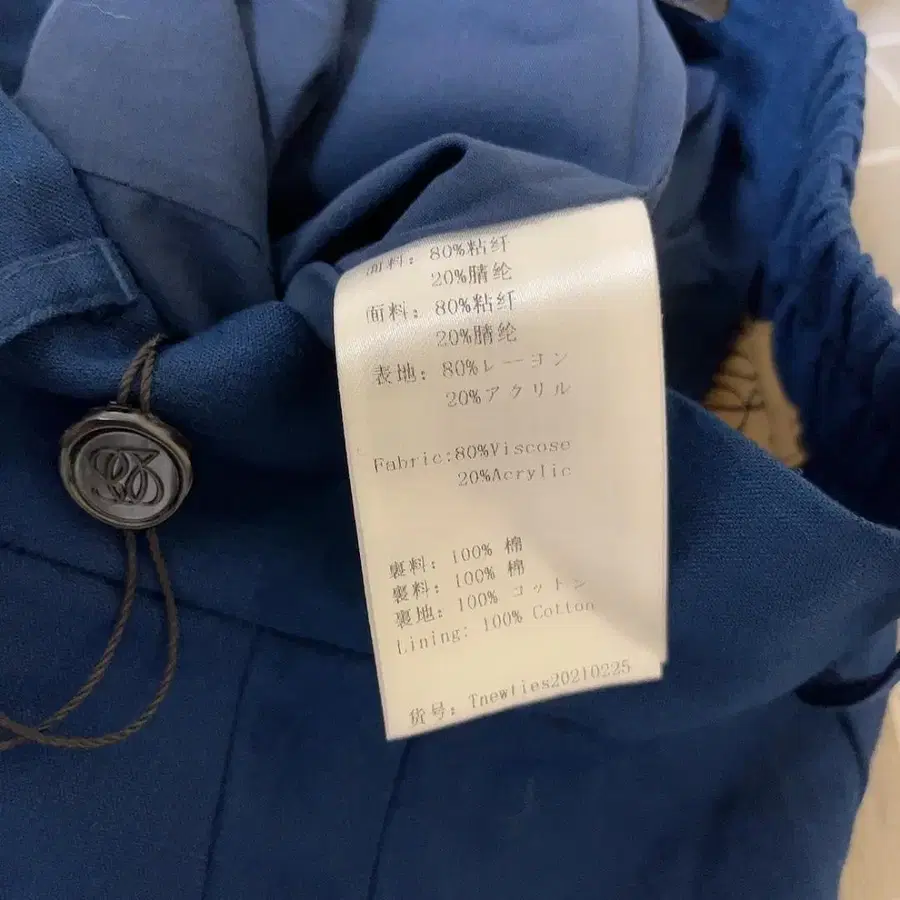 面料: 80%粘纤
20%腈纶
面料: 80%粘纤
20%腈纶
表地: 80%レーヨン
20%アクリル
Fabric:80%Viscose
20%Acrylic
裏料: 100% 棉
裏料: 100% 棉
裏地: 100% コットン
Lining: 100% Cotton
货号: Tnewties20210225